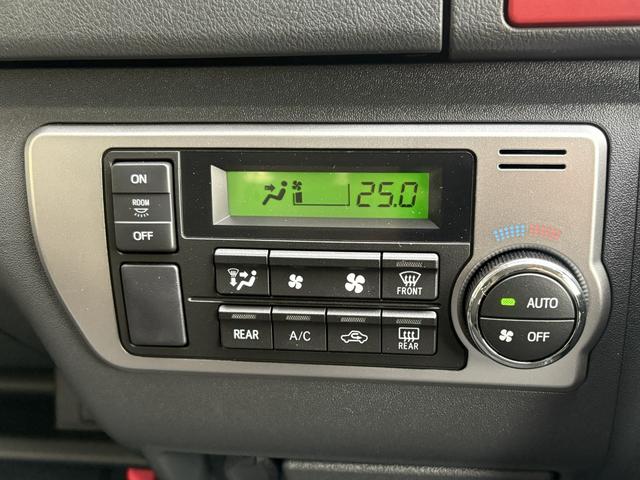 ON
ROOM
OFF
25.0
FRONT
REAR
A/C
REAR
AUTO
OFF